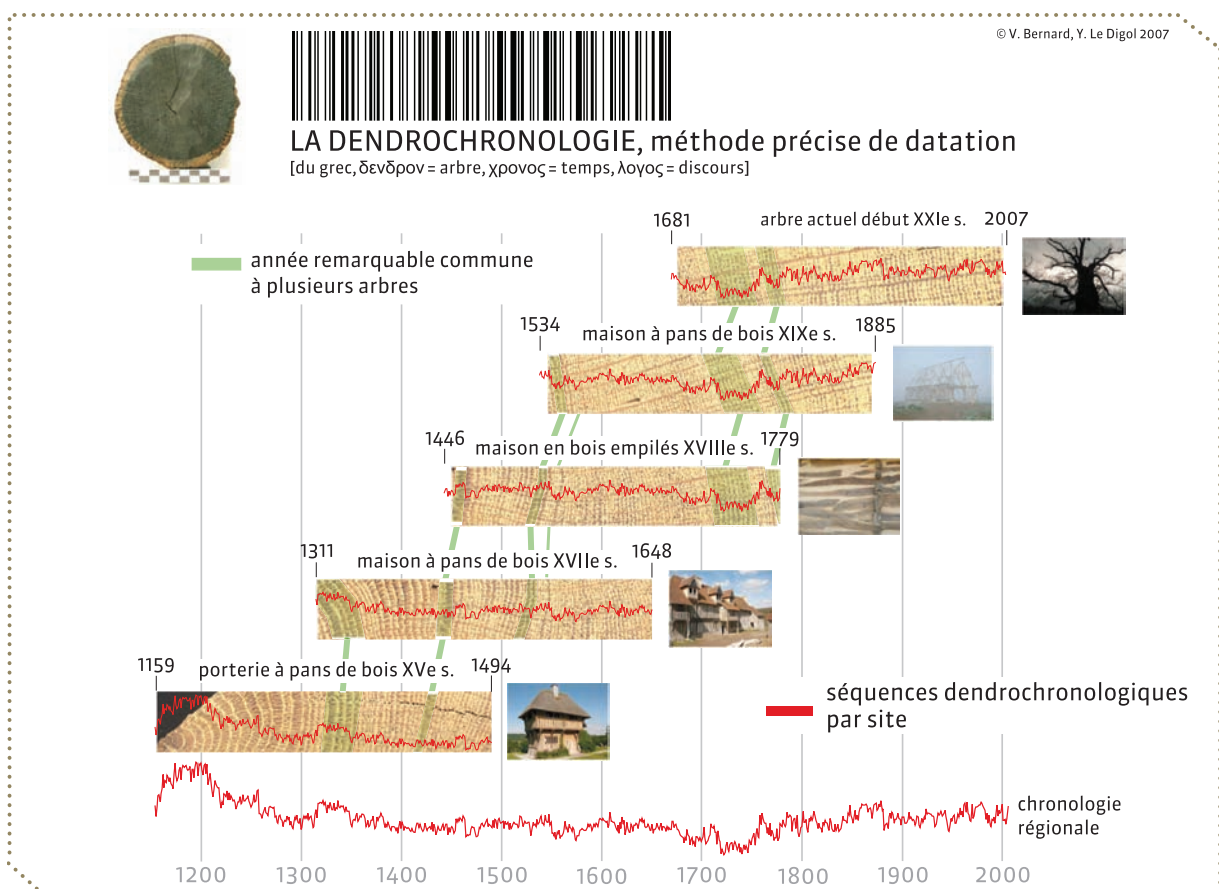 © V. Bernard, Y. Le Digol 2007
LA DENDROCHRONOLOGIE, méthode précise de datation
[du grec, δενδρον = arbre, χρονος = temps, λογος = discours]
1681 arbre actuel début XXIe s. 2007
année remarquable commune
à plusieurs arbres
1534 maison à pans de bois XIXe s. 1885
1446 maison en bois empilés XVIIIe s. 1779
1311 maison à pans de bois XVIIe s. 1648
1159 porterie à pans de bois XVe s. 1494
séquences dendrochronologiques
par site
chronologie
régionale
1200 1300 1400 1500 1600 1700 1800 1900 2000